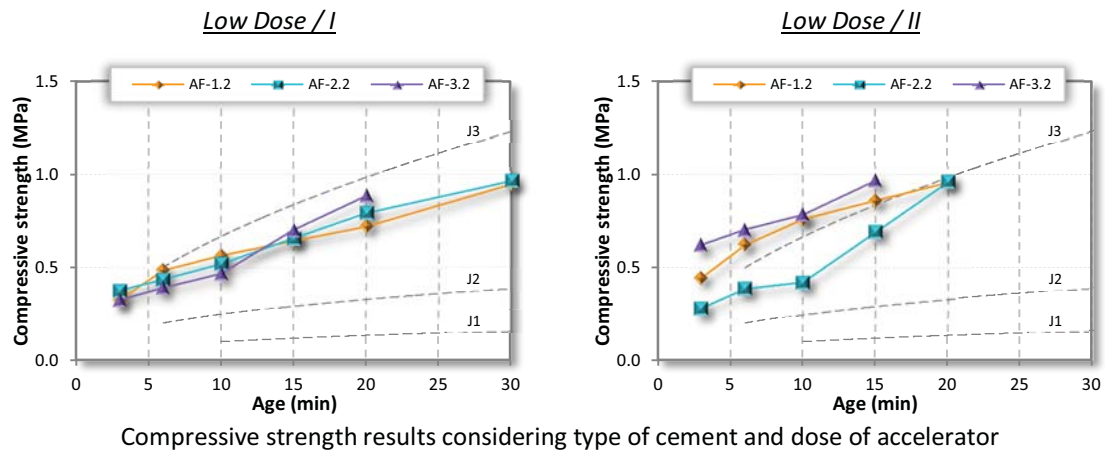 Low Dose / I
Low Dose / II
Compressive strength (MPa)
1.5
1.0
0.5
0.0
AF-1.2 AF-2.2 AF-3.2
J3
J2
J1
0 5 10 15 20 25 30
Age (min)
Compressive strength (MPa)
1.5
1.0
0.5
0.0
AF-1.2 AF-2.2 AF-3.2
J3
J2
J1
0 5 10 15 20 25 30
Age (min)
Compressive strength results considering type of cement and dose of accelerator